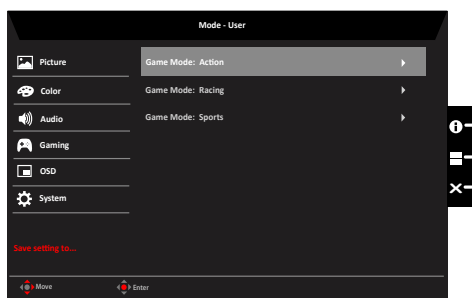 Mode - User
Picture
Game Mode: Action
Color
Game Mode: Racing
Audio
Game Mode: Sports
Gaming
OSD
System
Save setting to...
Move
Enter